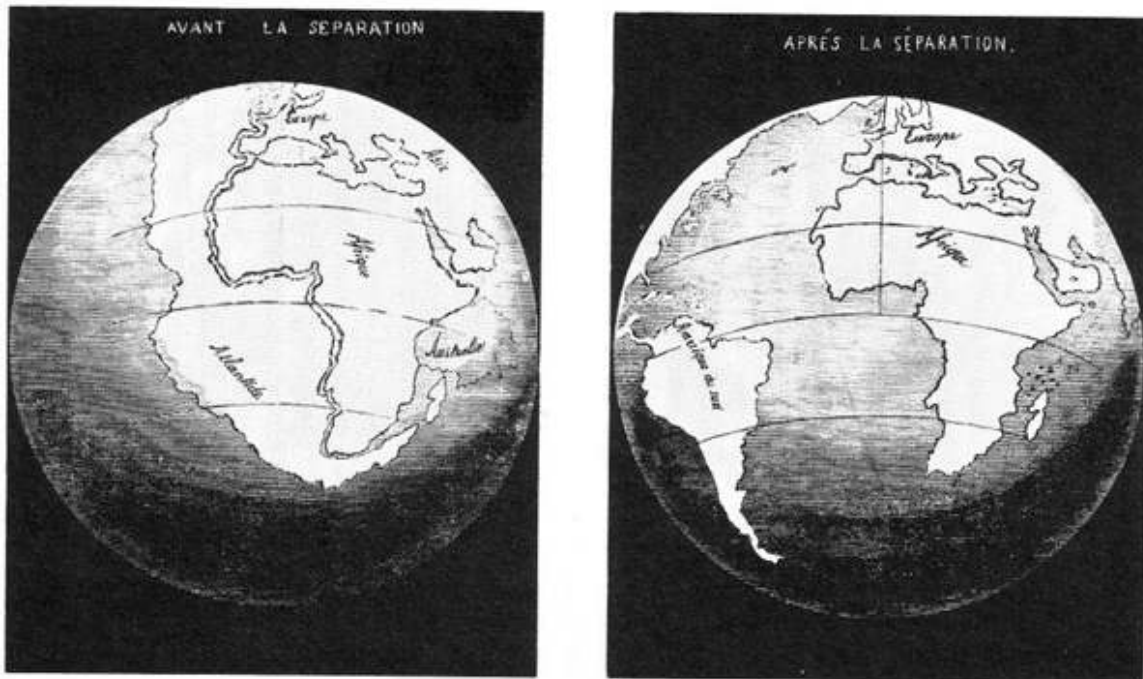 AVANT LA SEPARATION
Europe
Asie
Afrique
Atlantide
Australie
APRÉS LA SÉPARATION.
Europe
Afrique
Amérique du sud